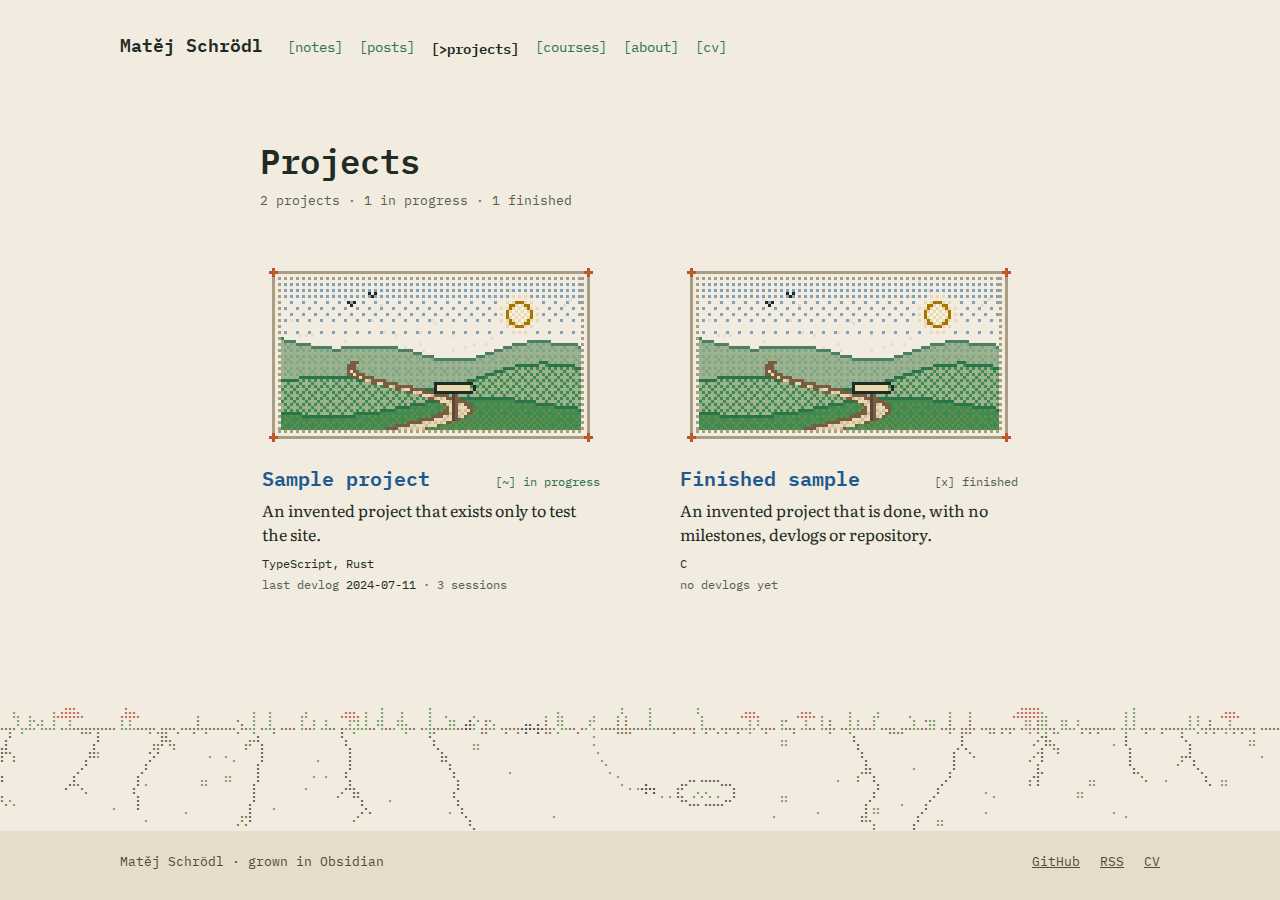 Matěj Schrödl [notes] [posts] [>projects] [courses] [about] [cv]
Projects
2 projects · 1 in progress · 1 finished
Sample project [~] in progress
An invented project that exists only to test
the site.
TypeScript, Rust
last devlog 2024-07-11 · 3 sessions
Finished sample [x] finished
An invented project that is done, with no
milestones, devlogs or repository.
C
no devlogs yet
Matěj Schrödl · grown in Obsidian
GitHub RSS CV